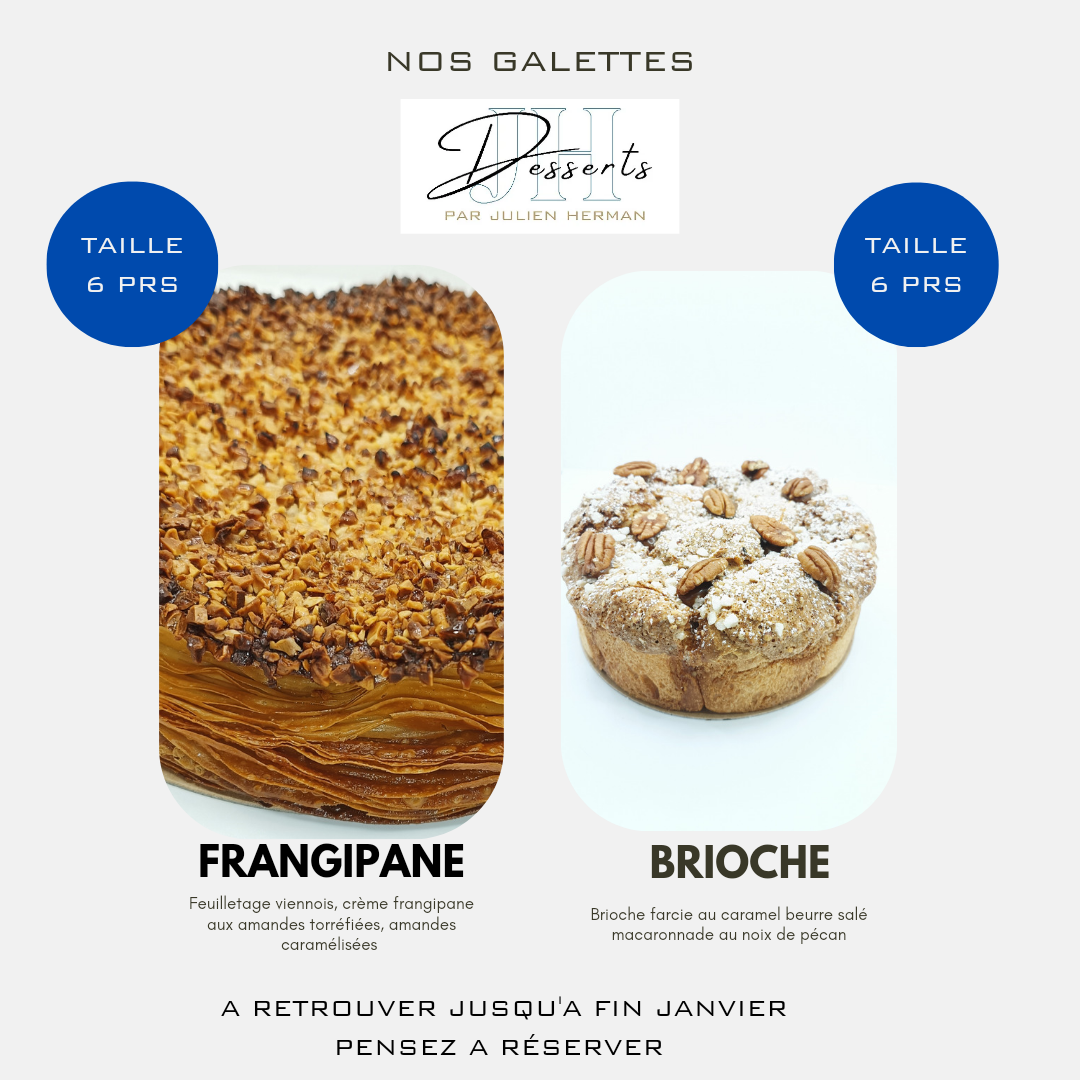 NOS GALETTES
JH
Desserts
PAR JULIEN HERMAN
TAILLE
6 PRS
TAILLE
6 PRS
FRANGIPANE
Feuilletage viennois, crème frangipane
aux amandes torréfiées, amandes
caramélisées
BRIOCHE
Brioche farcie au caramel beurre salé
macaronnade au noix de pécan
A RETROUVER JUSQU'A FIN JANVIER
PENSEZ A RÉSERVER